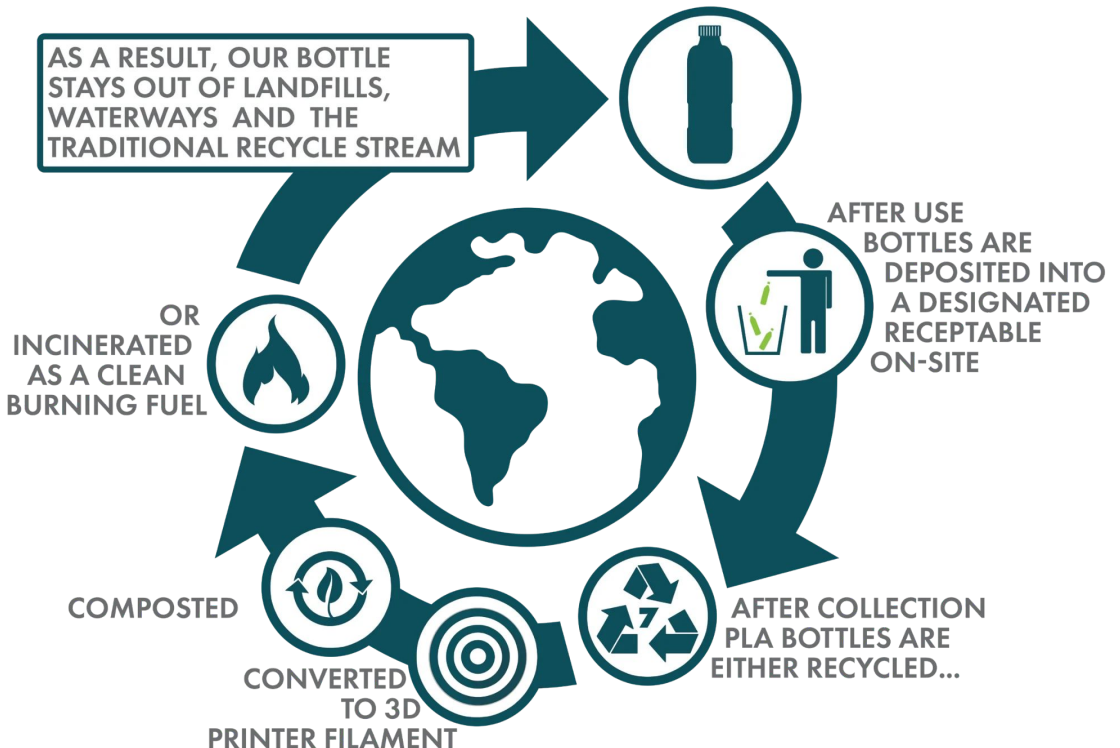 AS A RESULT, OUR BOTTLE
STAYS OUT OF LANDFILLS,
WATERWAYS AND THE
TRADITIONAL RECYCLE STREAM
AFTER USE
BOTTLES ARE
DEPOSITED INTO
A DESIGNATED
RECEPTABLE
ON-SITE
7
AFTER COLLECTION
PLA BOTTLES ARE
EITHER RECYCLED...
CONVERTED
TO 3D
PRINTER FILAMENT
COMPOSTED
OR
INCINERATED
AS A CLEAN
BURNING FUEL